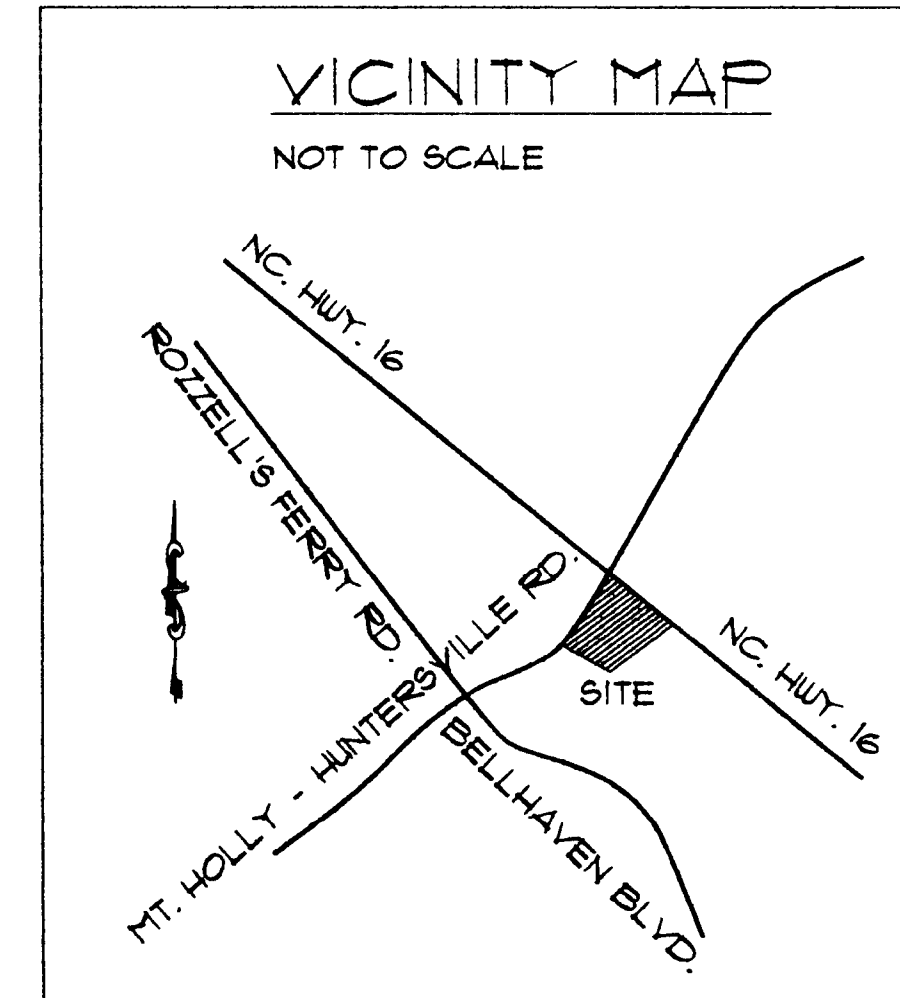 VICINITY MAP
NOT TO SCALE
NC. HWY. 16
ROZZELL'S FERRY RD.
MT. HOLLY - HUNTERSVILLE RD.
SITE
NC. HWY. 16
BELLHAVEN BLVD.